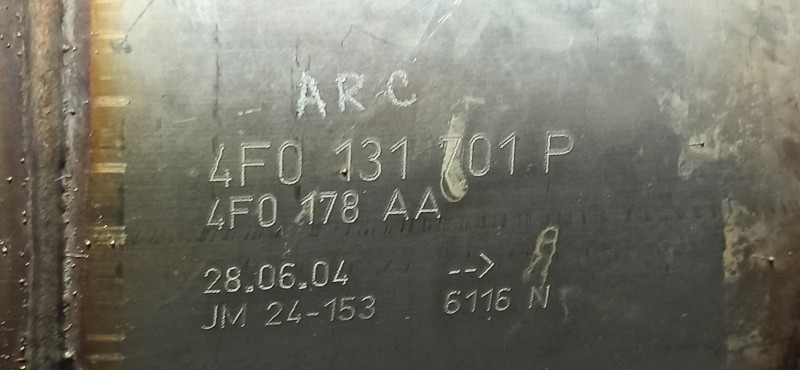 ARC
4F0 131 701 P
4F0 178 AA
28.06.04 -->
JM 24-153 6116 N